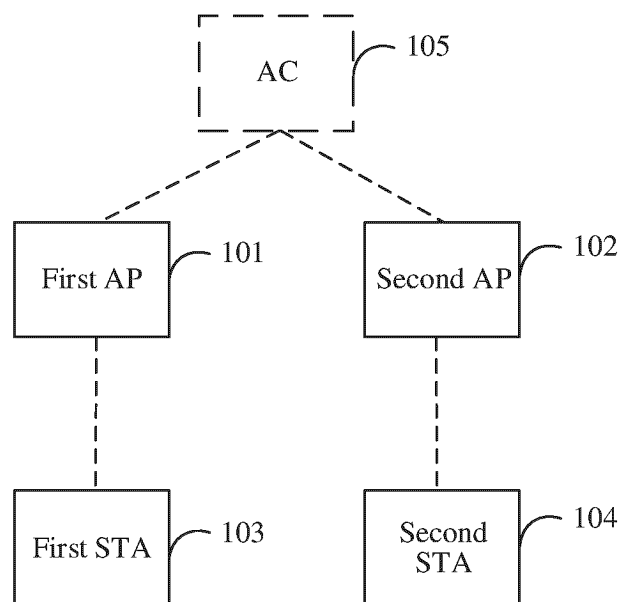 AC
105
First AP
101
Second AP
102
First STA
103
Second
STA
104